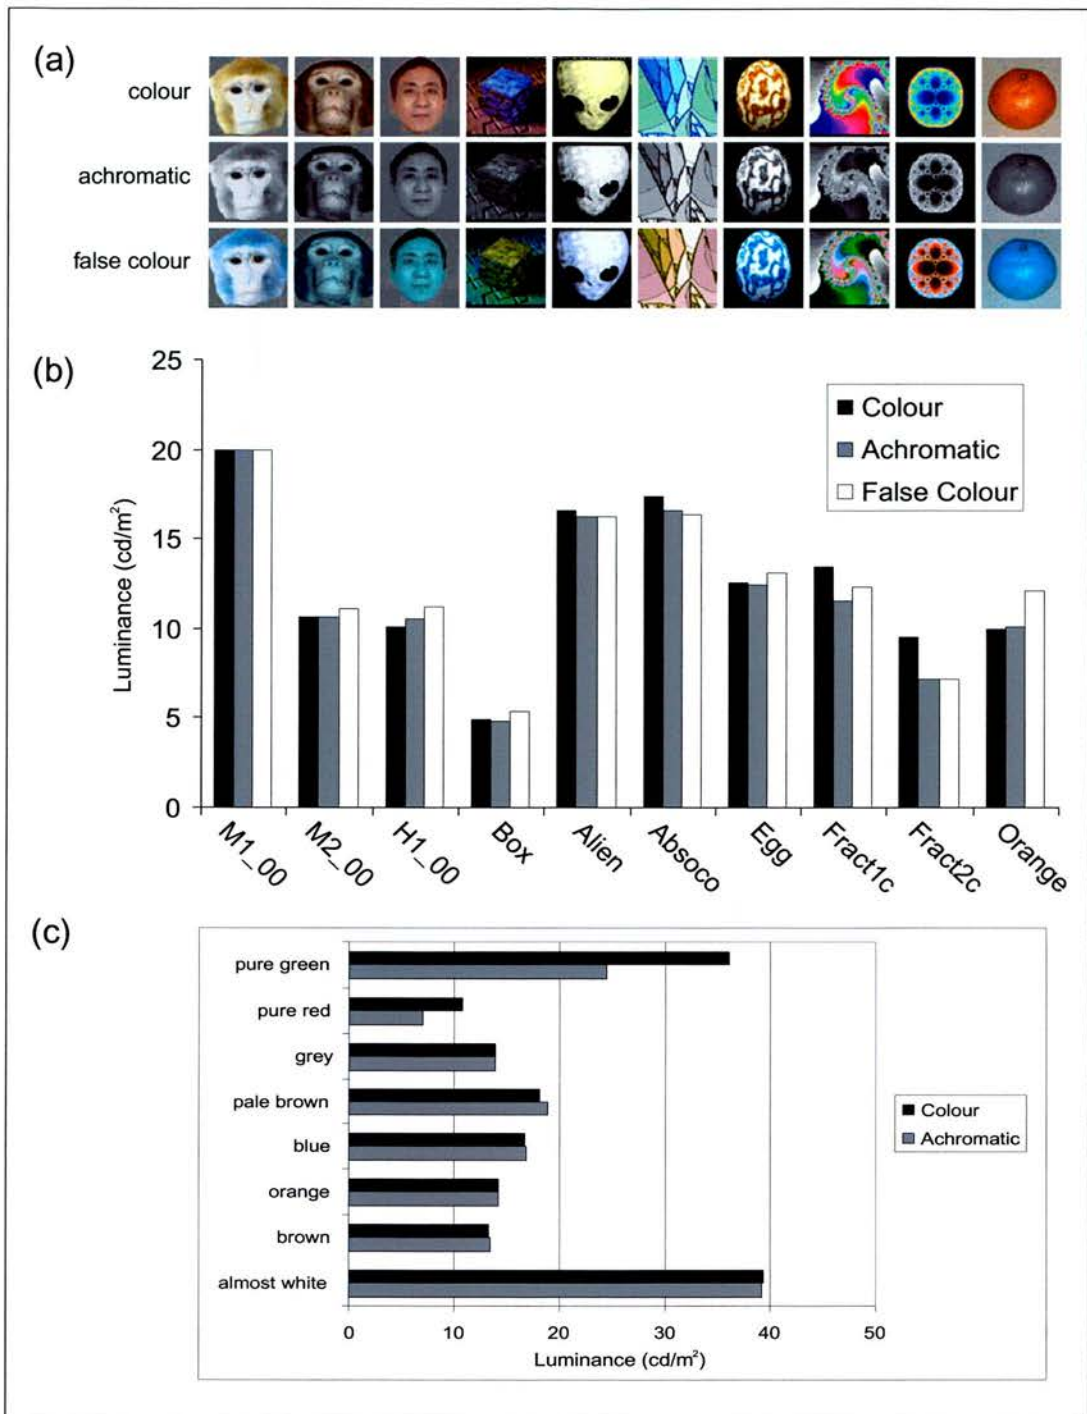 (a)
colour
achromatic
false colour
(b)
25
20
15
10
5
0
Luminance (cd/m²)
Colour
Achromatic
False Colour
M1_00
M2_00
H1_00
Box
Alien
Absoco
Egg
Fract1c
Fract2c
Orange
(c)
pure green
pure red
grey
pale brown
blue
orange
brown
almost white
Colour
Achromatic
0 10 20 30 40 50
Luminance (cd/m²)